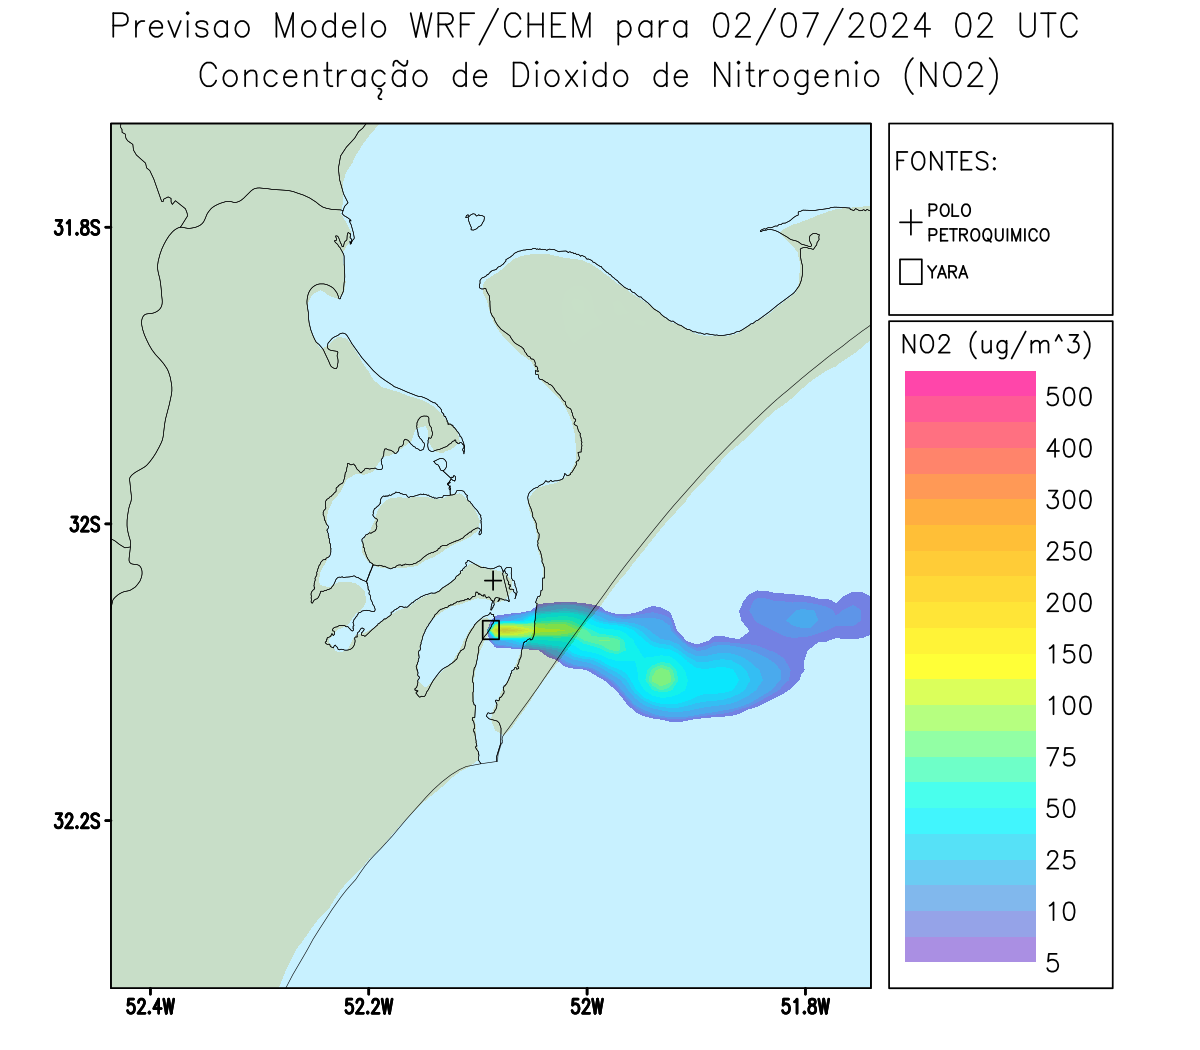 Previsao Modelo WRF/CHEM para 02/07/2024 02 UTC
Concentração de Dioxido de Nitrogenio (NO2)
FONTES:
POLO
PETROQUIMICO
YARA
31.8S
32S
32.2S
52.4W
52.2W
52W
51.8W
NO2 (ug/m^3)
500
400
300
250
200
150
100
75
50
25
10
5